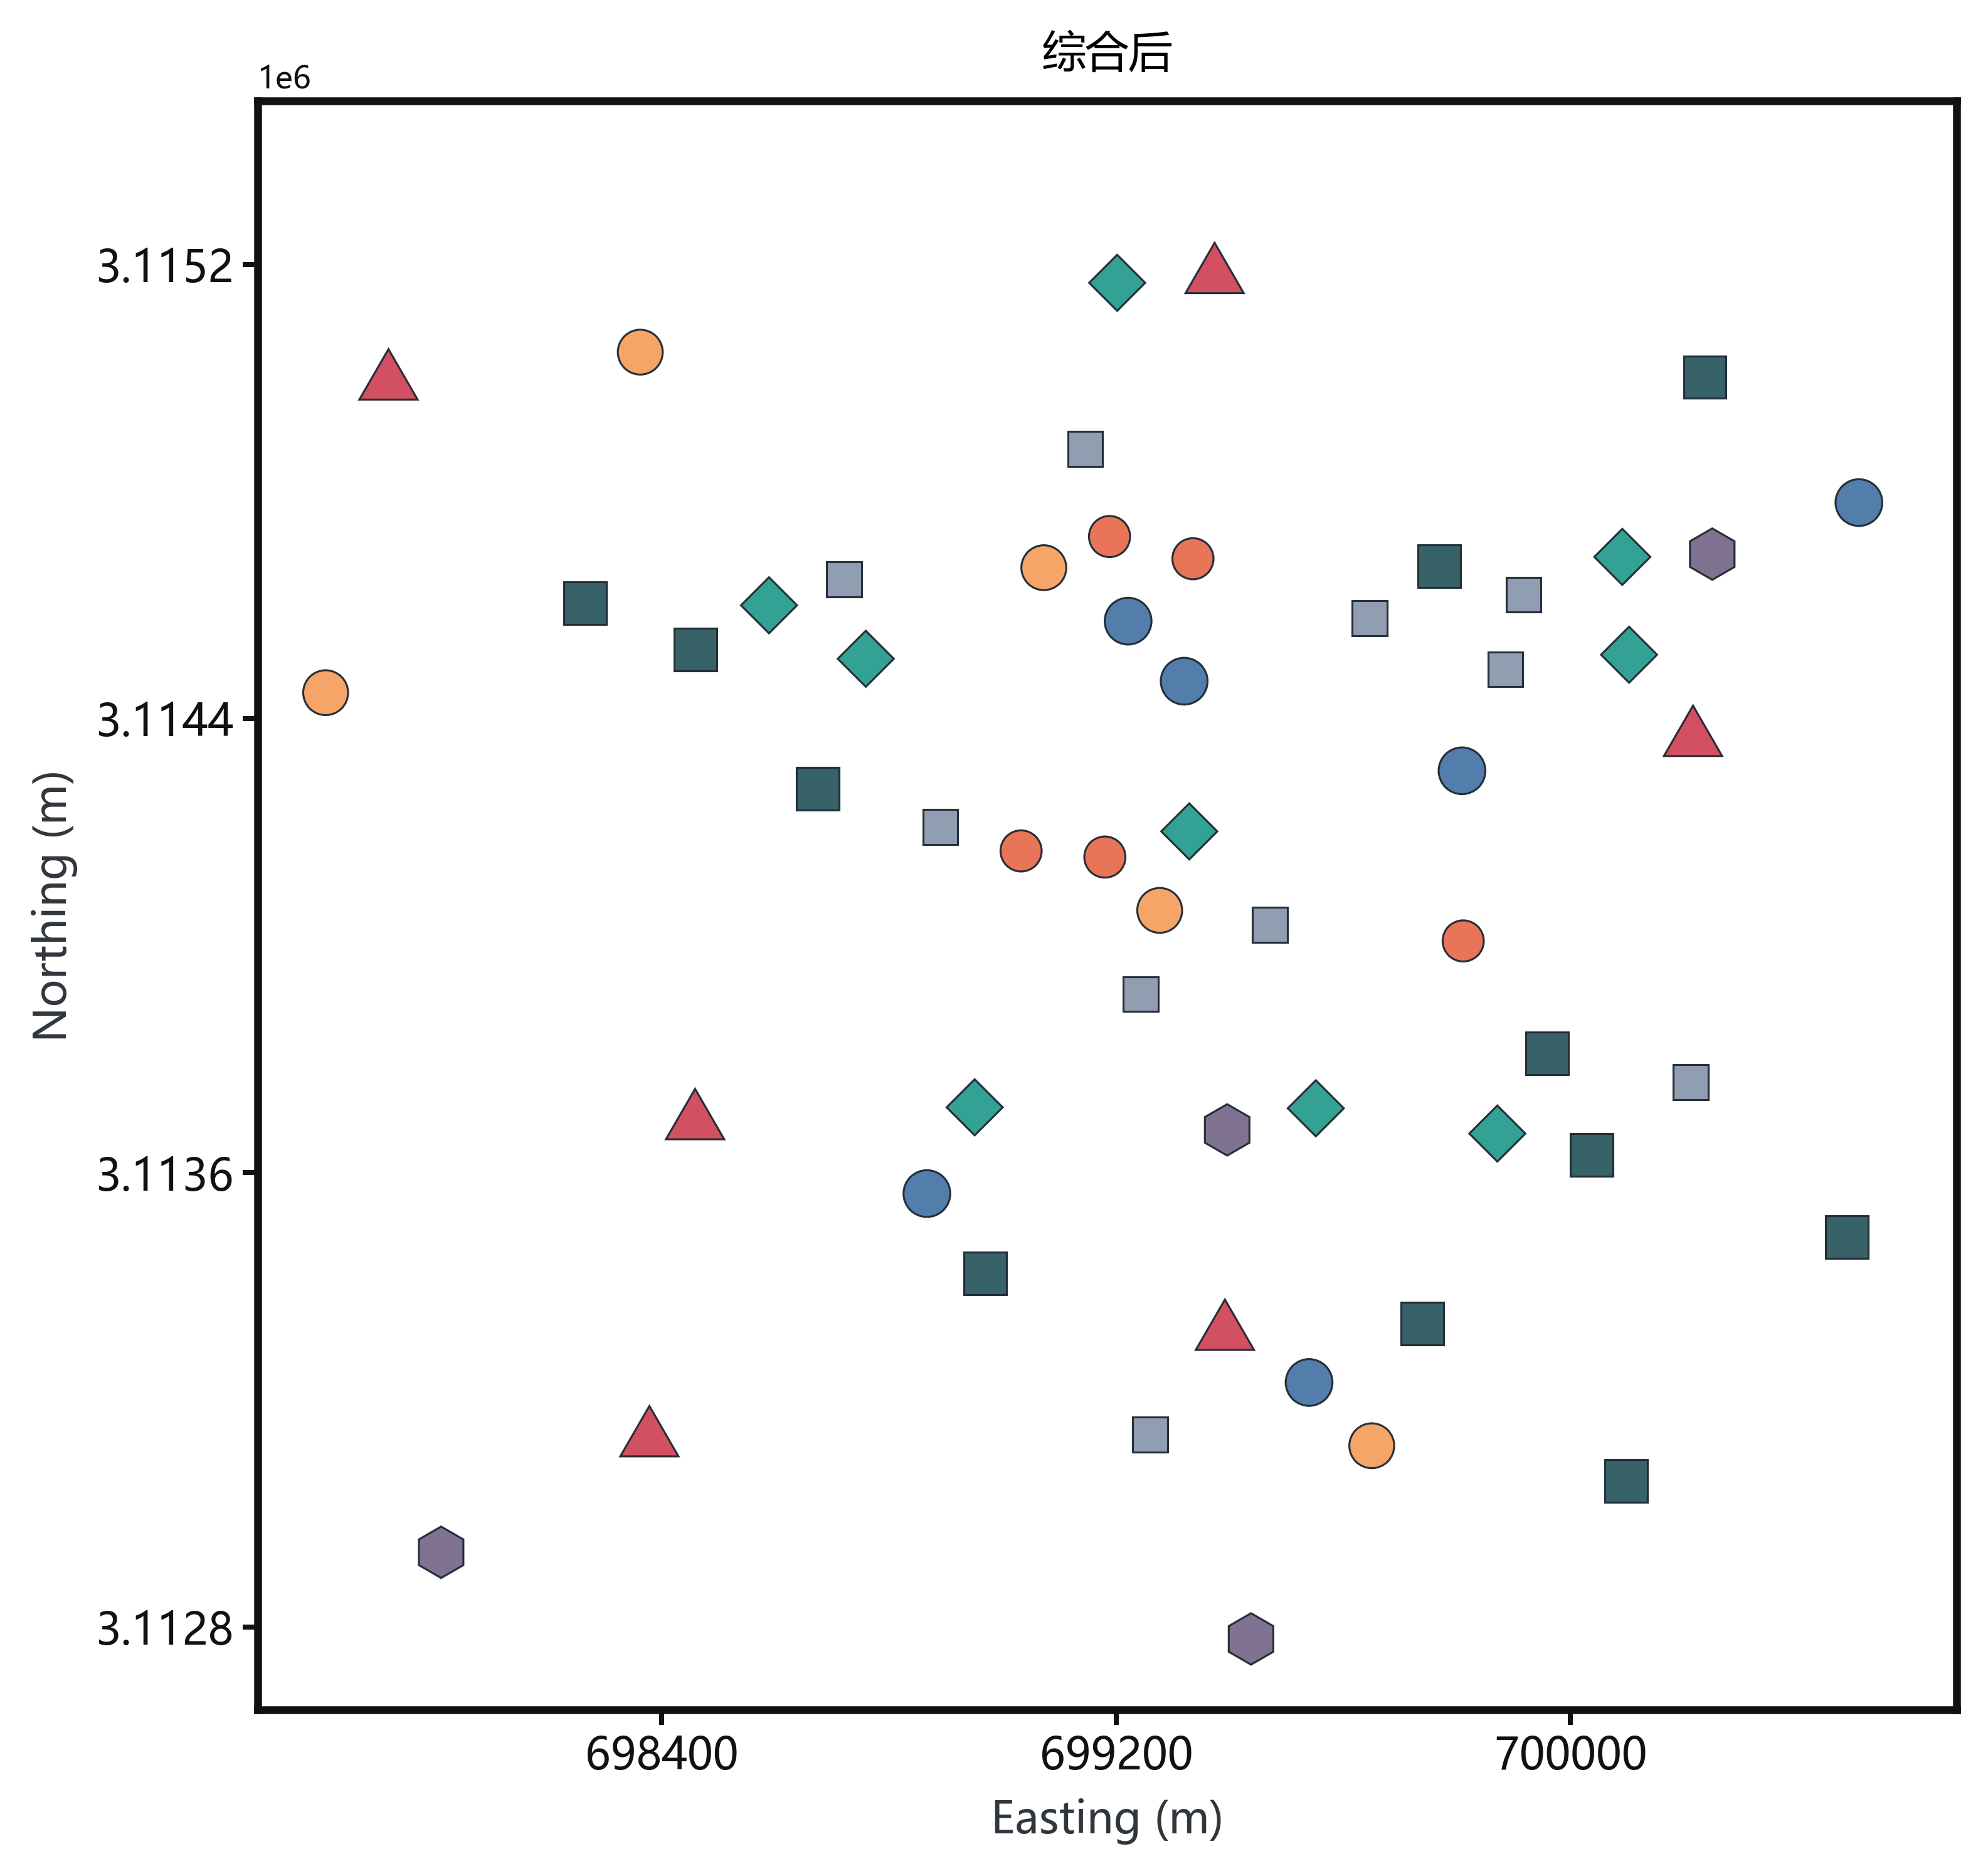 综合后
1e6
3.1152
3.1144
3.1136
3.1128
Northing (m)
698400 699200 700000
Easting (m)